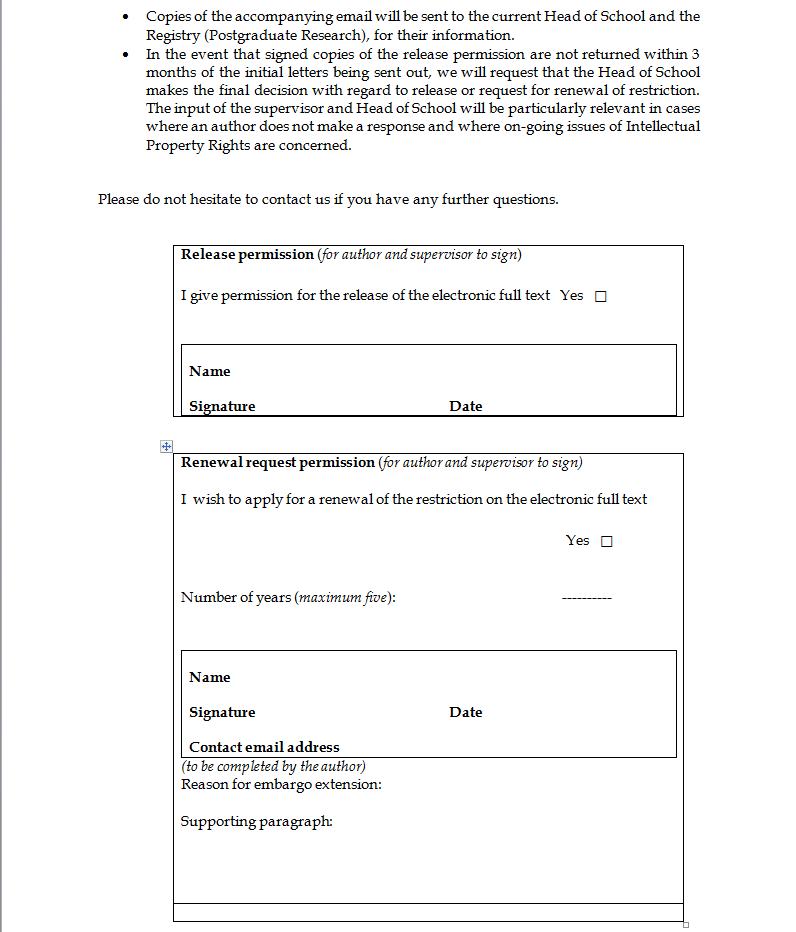 • Copies of the accompanying email will be sent to the current Head of School and the
Registry (Postgraduate Research), for their information.
• In the event that signed copies of the release permission are not returned within 3
months of the initial letters being sent out, we will request that the Head of School
makes the final decision with regard to release or request for renewal of restriction.
The input of the supervisor and Head of School will be particularly relevant in cases
where an author does not make a response and where on-going issues of Intellectual
Property Rights are concerned.
Please do not hesitate to contact us if you have any further questions.
Release permission (for author and supervisor to sign)
I give permission for the release of the electronic full text Yes ☐
Name
Signature Date
Renewal request permission (for author and supervisor to sign)
I wish to apply for a renewal of the restriction on the electronic full text
Yes ☐
Number of years (maximum five): ----------
Name
Signature Date
Contact email address
(to be completed by the author)
Reason for embargo extension:
Supporting paragraph: